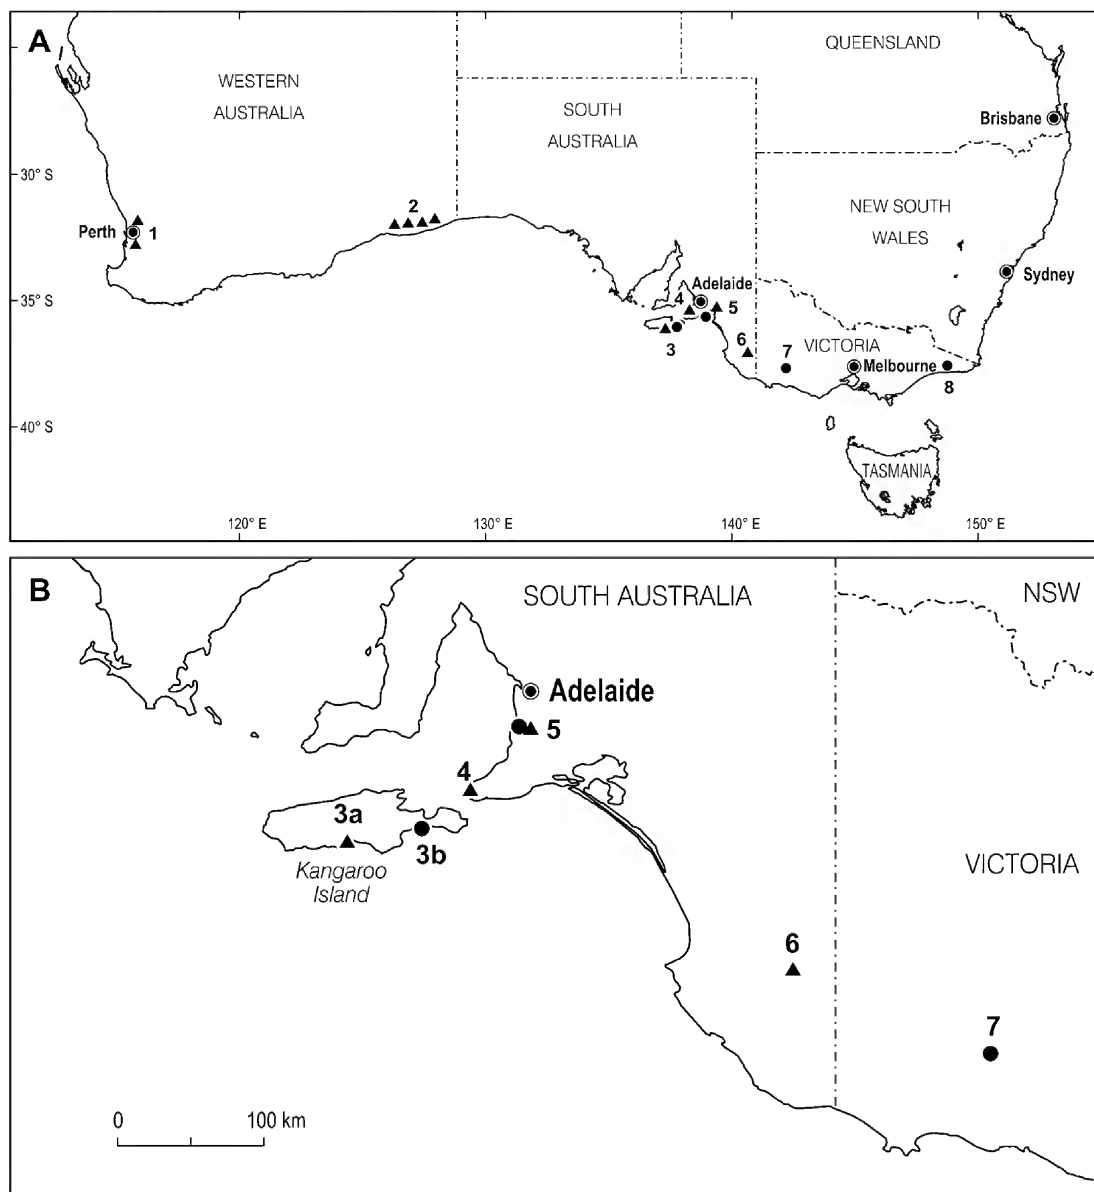 A
QUEENSLAND
WESTERN
AUSTRALIA
SOUTH
AUSTRALIA
Brisbane
30° S
2
NEW SOUTH
WALES
Perth
1
Sydney
Adelaide
35° S
4
5
3
6
7
VICTORIA
Melbourne
8
40° S
TASMANIA
120° E
130° E
140° E
150° E
B
SOUTH AUSTRALIA
NSW
Adelaide
5
4
3a
3b
Kangaroo
Island
VICTORIA
6
7
0
100 km